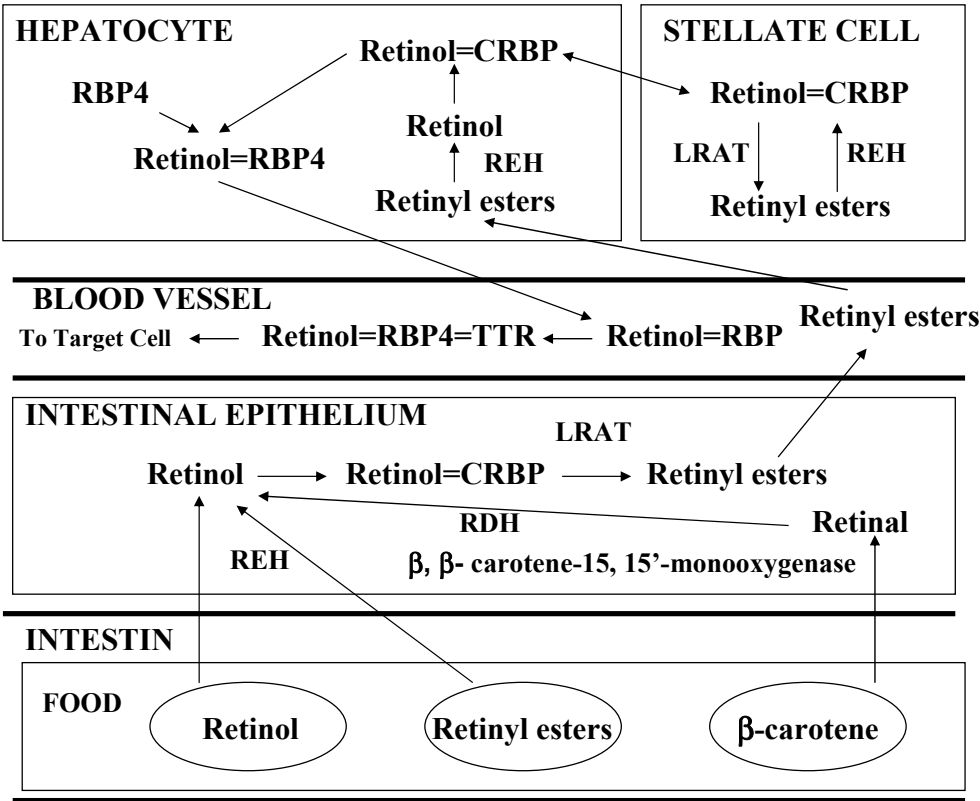 HEPATOCYTE
Retinol=CRBP
RBP4
Retinol
Retinol=RBP4
REH
Retinyl esters
STELLATE CELL
Retinol=CRBP
LRAT
REH
Retinyl esters
BLOOD VESSEL
Retinyl esters
To Target Cell
Retinol=RBP4=TTR
Retinol=RBP
INTESTINAL EPITHELIUM
LRAT
Retinol
Retinol=CRBP
Retinyl esters
RDH
Retinal
REH
β, β- carotene-15, 15’-monooxygenase
INTESTIN
FOOD
Retinol
Retinyl esters
β-carotene